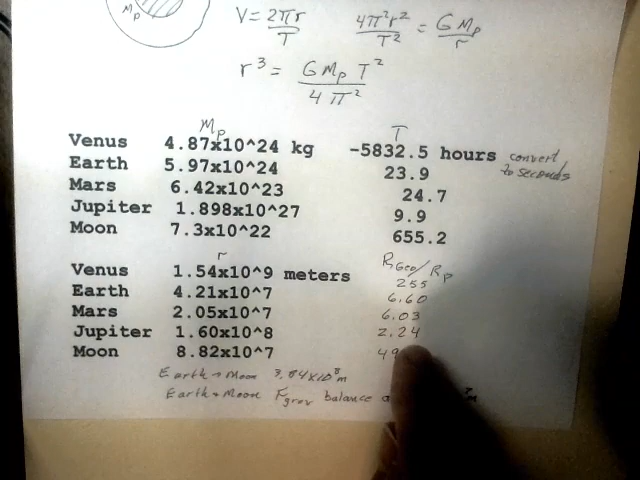 Mp
V = 2πr/T    4π²r²/T² = GMp/r
r³ = GMpT²/4π²
Mp T
Venus 4.87x10^24 kg -5832.5 hours convert to seconds
Earth 5.97x10^24 23.9
Mars 6.42x10^23 24.7
Jupiter 1.898x10^27 9.9
Moon 7.3x10^22 655.2
r RGeo/Rp
Venus 1.54x10^9 meters 255
Earth 4.21x10^7 6.60
Mars 2.05x10^7 6.03
Jupiter 1.60x10^8 2.24
Moon 8.82x10^7
Earth → Moon 3.84x10⁸m
Earth + Moon Fgrav balance